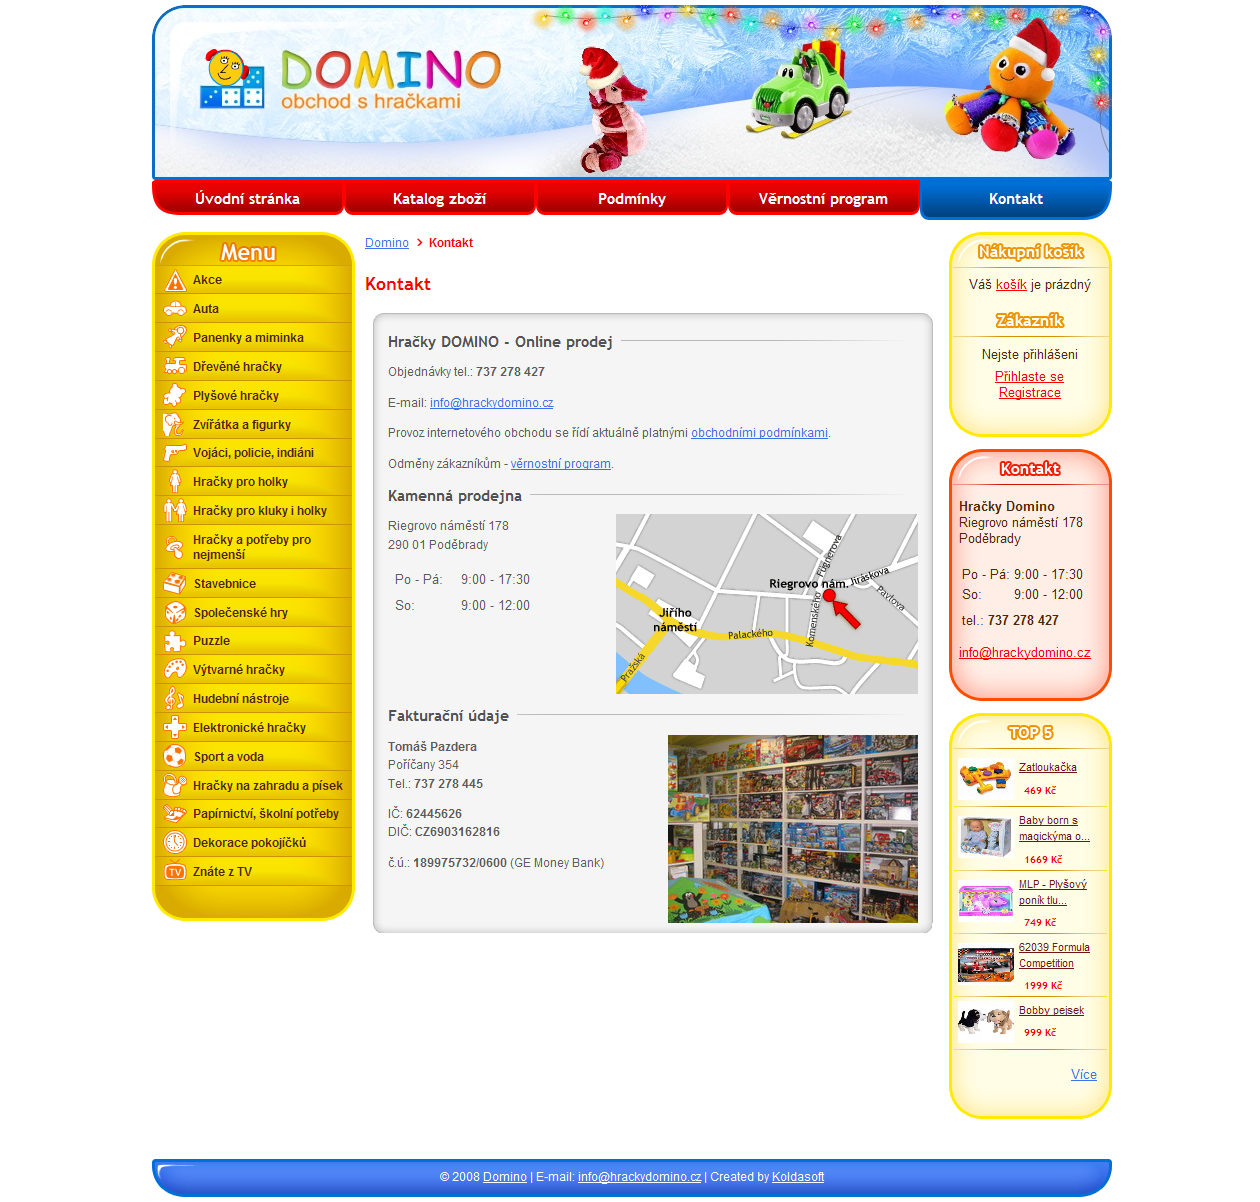 DOMINO
obchod s hračkami
Úvodní stránka
Katalog zboží
Podmínky
Věrnostní program
Kontakt
Menu
Akce
Auta
Panenky a miminka
Dřevěné hračky
Plyšové hračky
Zvířátka a figurky
Vojáci, policie, indiáni
Hračky pro holky
Hračky pro kluky i holky
Hračky a potřeby pro
nejmenší
Stavebnice
Společenské hry
Puzzle
Výtvarné hračky
Hudební nástroje
Elektronické hračky
Sport a voda
Hračky na zahradu a písek
Papírnictví, školní potřeby
Dekorace pokojíčků
TV
Znáte z TV
Domino > Kontakt
Kontakt
Hračky DOMINO - Online prodej
Objednávky tel.: 737 278 427
E-mail: info@hrackydomino.cz
Provoz internetového obchodu se řídí aktuálně platnými obchodními podmínkami.
Odměny zákazníkům - věrnostní program.
Kamenná prodejna
Riegrovo náměstí 178
290 01 Poděbrady
Po - Pá: 9:00 - 17:30
So: 9:00 - 12:00
Fügnerova
Riegrovo nám.
Jiráskova
Pavlova
Komenského
Jiřího
náměstí
Palackého
Pražská
Fakturační údaje
Tomáš Pazdera
Poříčany 354
Tel.: 737 278 445
IČ: 62445626
DIČ: CZ6903162816
č.ú.: 189975732/0600 (GE Money Bank)
Nákupní košík
Váš košík je prázdný
Zákazník
Nejste přihlášeni
Přihlaste se
Registrace
Kontakt
Hračky Domino
Riegrovo náměstí 178
Poděbrady
Po - Pá: 9:00 - 17:30
So: 9:00 - 12:00
tel.: 737 278 427
info@hrackydomino.cz
TOP 5
Zatloukačka
469 Kč
Baby born s
magickýma o...
1669 Kč
MLP - Plyšový
poník tlu...
749 Kč
62039 Formula
Competition
1999 Kč
Bobby pejsek
999 Kč
Více
© 2008 Domino | E-mail: info@hrackydomino.cz | Created by Koldasoft